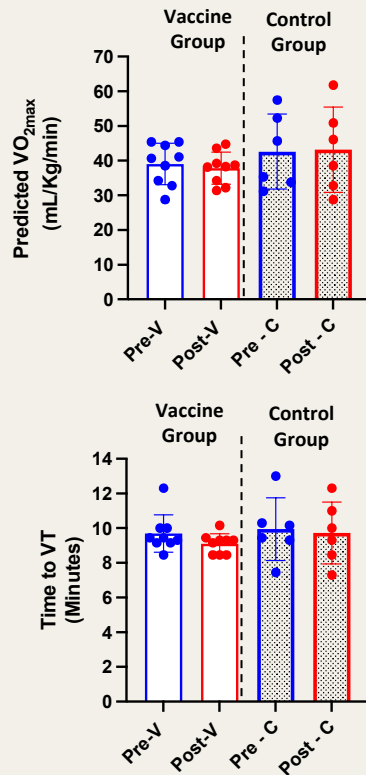 Vaccine Control
Group Group
Predicted VO2max
(mL/Kg/min)
70
60
50
40
30
20
10
0
Pre-V Post-V Pre - C Post - C
Vaccine Control
Group Group
Time to VT
(Minutes)
14
12
10
8
6
4
2
0
Pre-V Post-V Pre - C Post - C